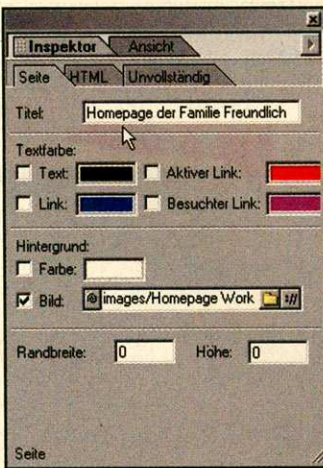 Inspektor Ansicht
Seite HTML Unvollständig
Titel: Homepage der Familie Freundlich
Textfarbe:
Text: Aktiver Link:
Link: Besuchter Link:
Hintergrund:
Farbe:
Bild: images/Homepage Work
Randbreite: 0 Höhe: 0
Seite